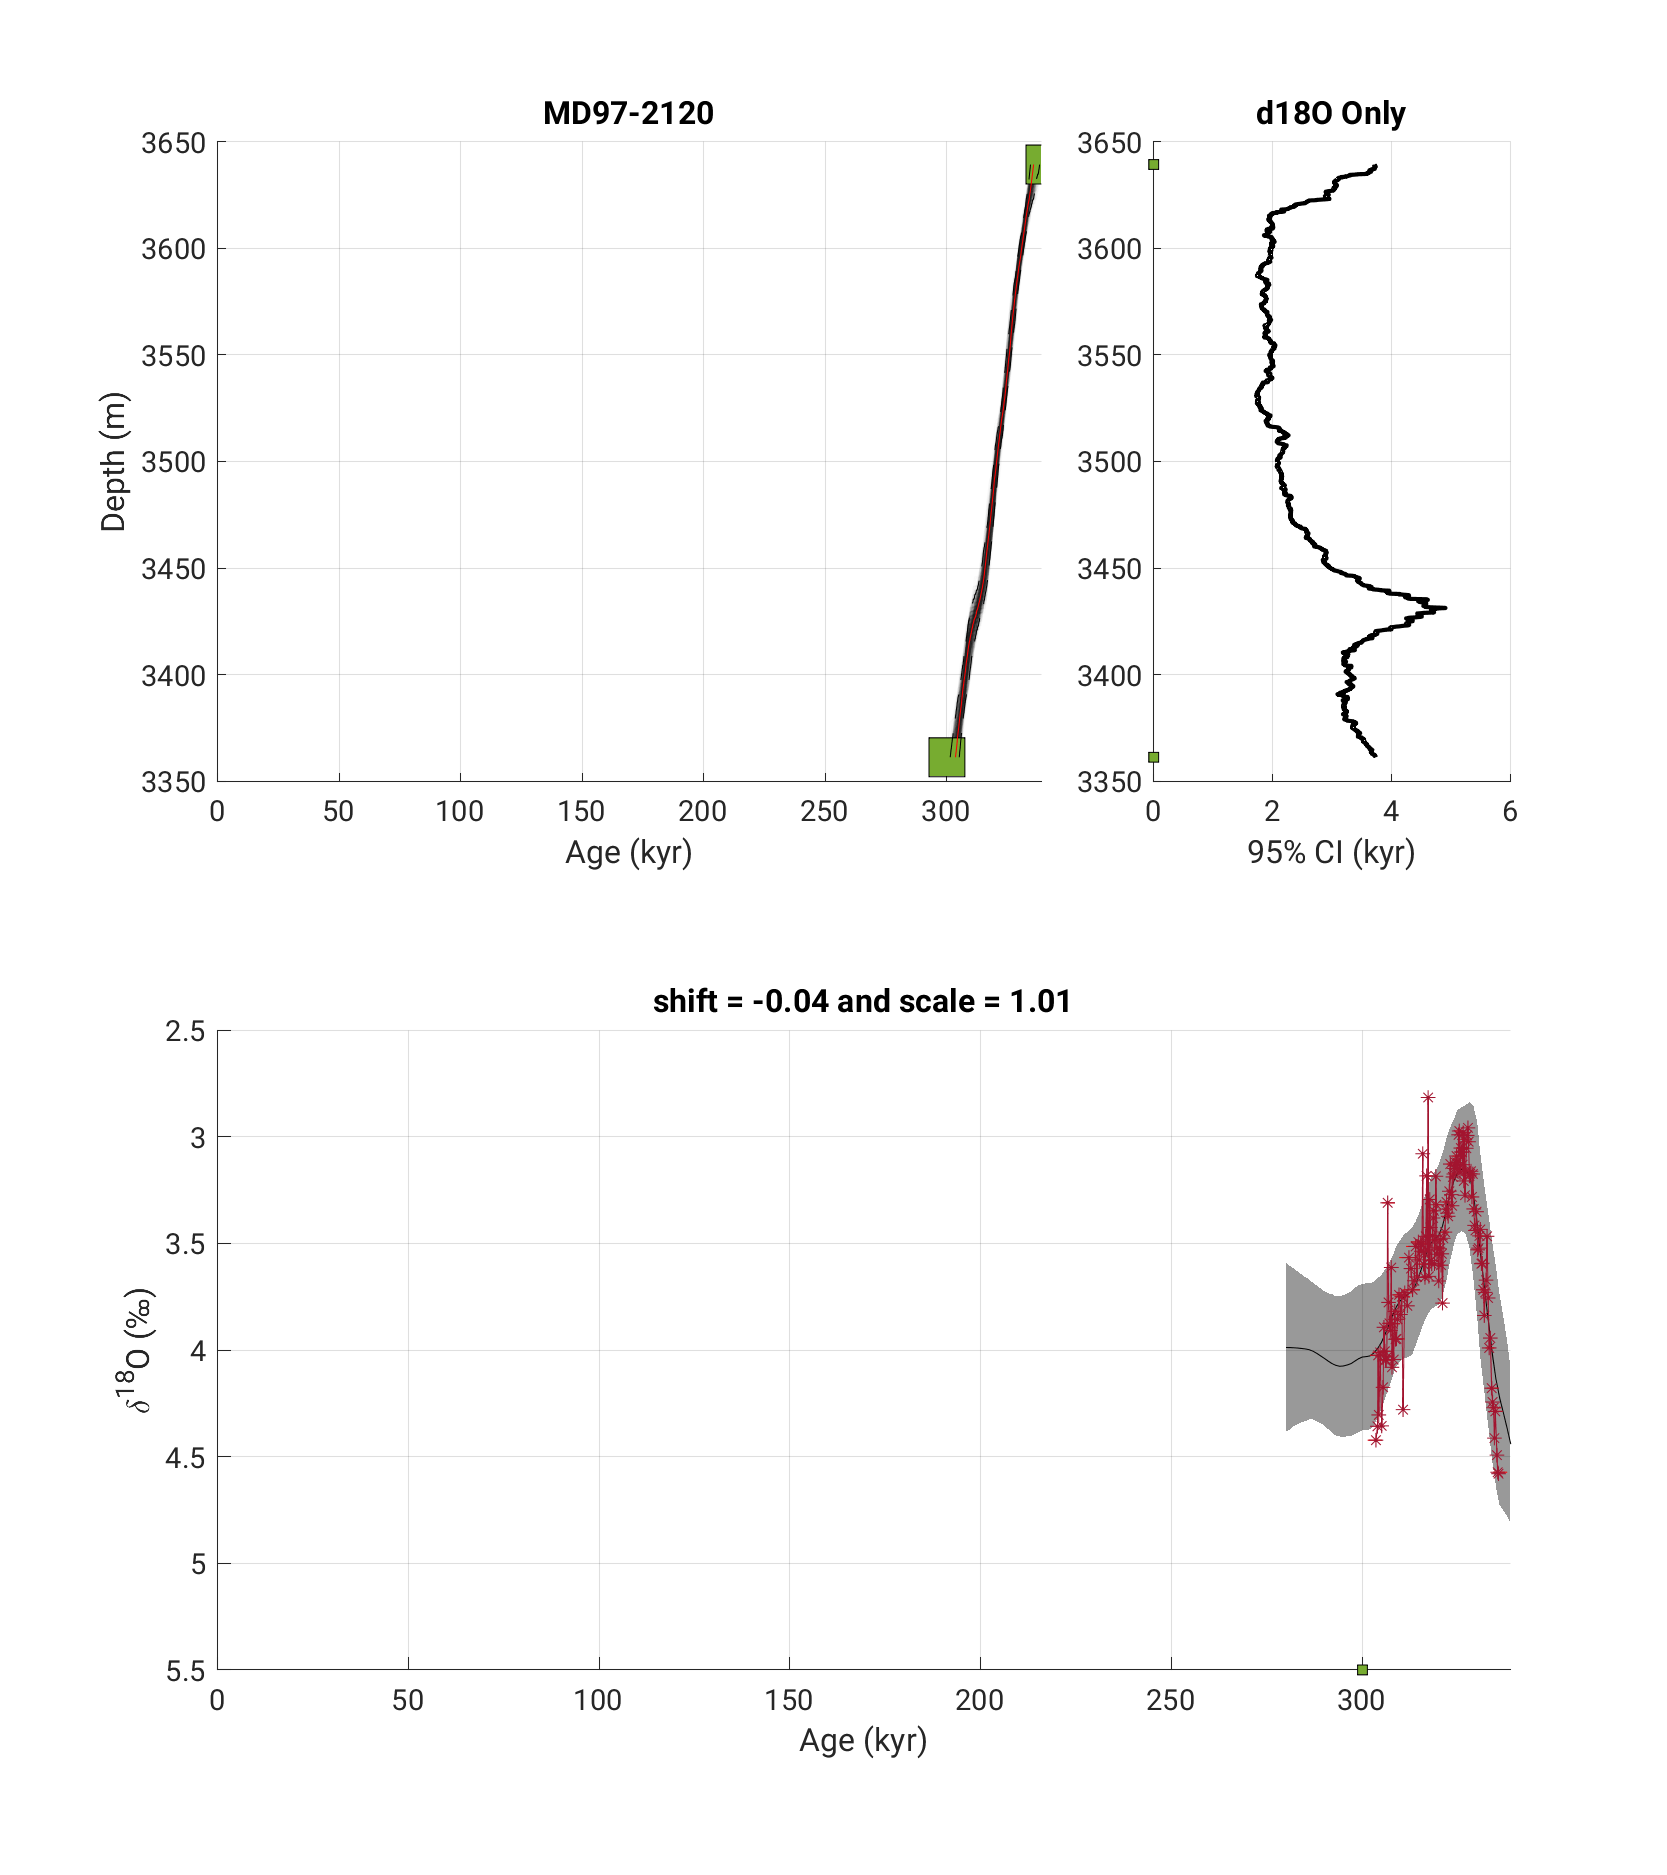 MD97-2120
3650
3600
3550
3500
3450
3400
3350
Depth (m)
0 50 100 150 200 250 300
Age (kyr)
d18O Only
3650
3600
3550
3500
3450
3400
3350
0 2 4 6
95% CI (kyr)
shift = -0.04 and scale = 1.01
2.5
3
3.5
4
4.5
5
5.5
δ18O (‰)
0 50 100 150 200 250 300
Age (kyr)